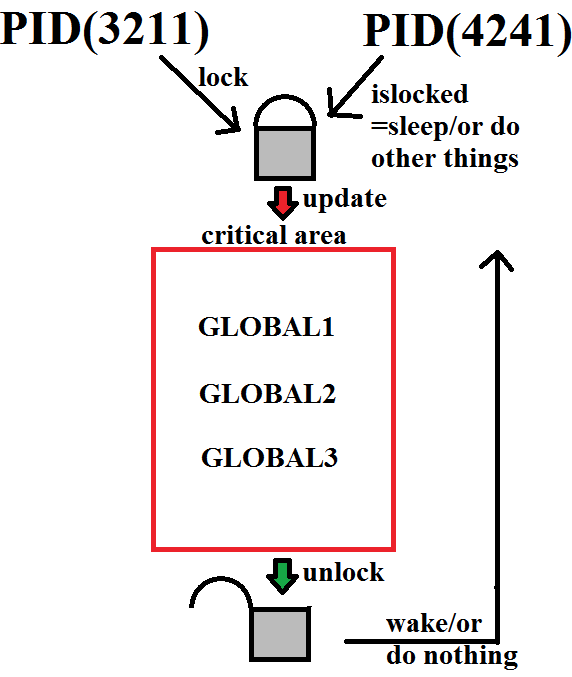 PID(3211)
PID(4241)
lock
islocked
=sleep/or do
other things
update
critical area
GLOBAL1
GLOBAL2
GLOBAL3
unlock
wake/or
do nothing